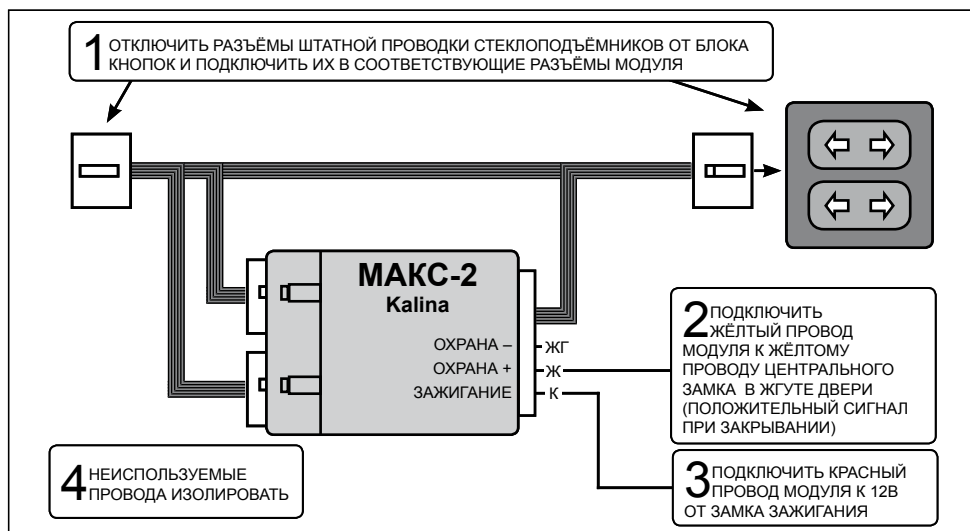 1 ОТКЛЮЧИТЬ РАЗЪЁМЫ ШТАТНОЙ ПРОВОДКИ СТЕКЛОПОДЪЁМНИКОВ ОТ БЛОКА
КНОПОК И ПОДКЛЮЧИТЬ ИХ В СООТВЕТСТВУЮЩИЕ РАЗЪЁМЫ МОДУЛЯ
МАКС-2
Kalina
ОХРАНА – ЖГ
ОХРАНА + Ж
ЗАЖИГАНИЕ К
2 ПОДКЛЮЧИТЬ
ЖЁЛТЫЙ ПРОВОД
МОДУЛЯ К ЖЁЛТОМУ
ПРОВОДУ ЦЕНТРАЛЬНОГО
ЗАМКА В ЖГУТЕ ДВЕРИ
(ПОЛОЖИТЕЛЬНЫЙ СИГНАЛ
ПРИ ЗАКРЫВАНИИ)
3 ПОДКЛЮЧИТЬ КРАСНЫЙ
ПРОВОД МОДУЛЯ К 12В
ОТ ЗАМКА ЗАЖИГАНИЯ
4 НЕИСПОЛЬЗУЕМЫЕ
ПРОВОДА ИЗОЛИРОВАТЬ